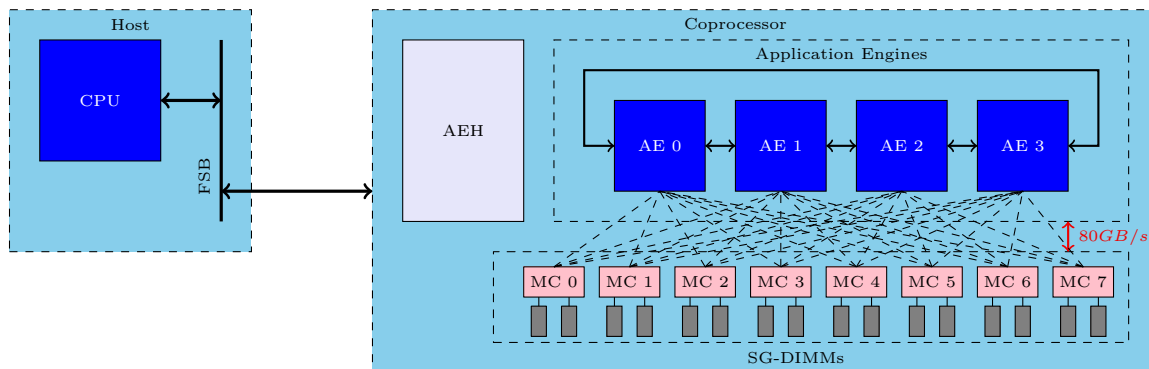 Host
Coprocessor
CPU
FSB
AEH
Application Engines
AE 0
AE 1
AE 2
AE 3
80GB/s
MC 0
MC 1
MC 2
MC 3
MC 4
MC 5
MC 6
MC 7
SG-DIMMs